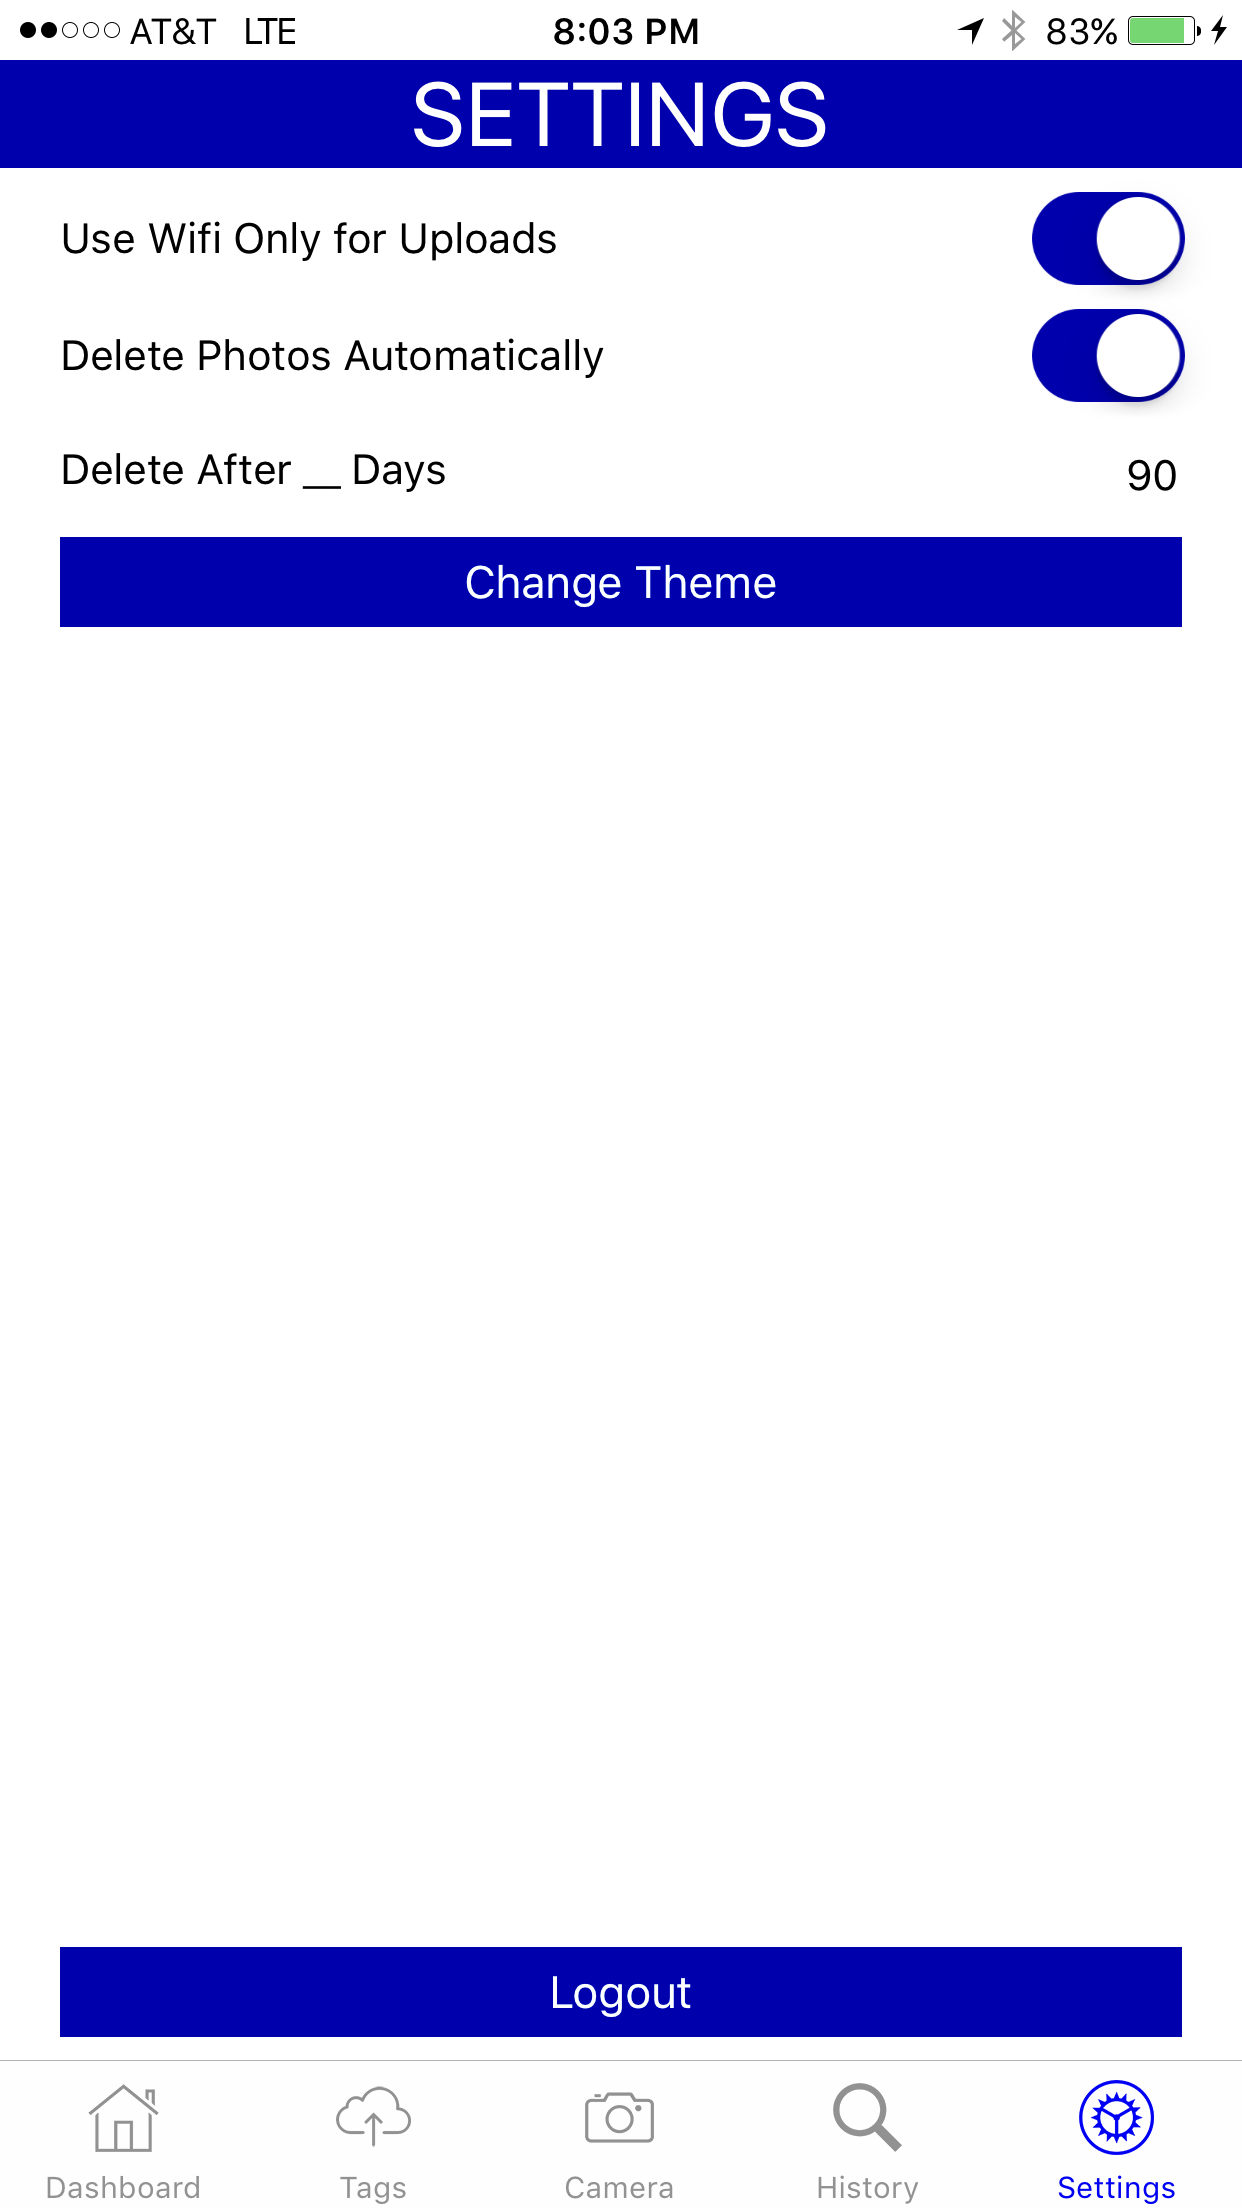 AT&T LTE 8:03 PM 83%
SETTINGS
Use Wifi Only for Uploads
Delete Photos Automatically
Delete After __ Days 90
Change Theme
Logout
Dashboard Tags Camera History Settings